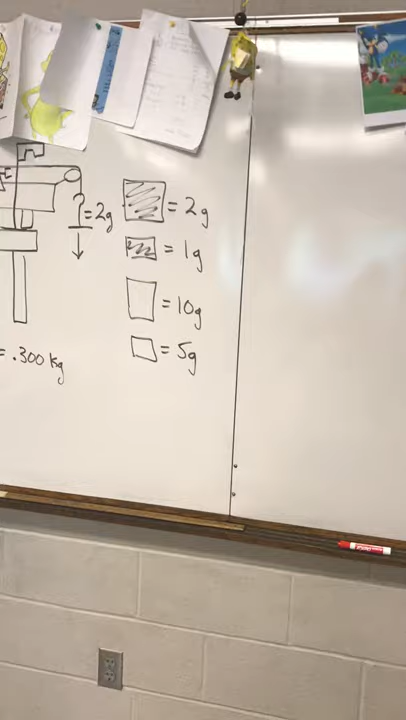 = 2g
= 2g
= 1g
= 10g
= 5g
= .300 kg